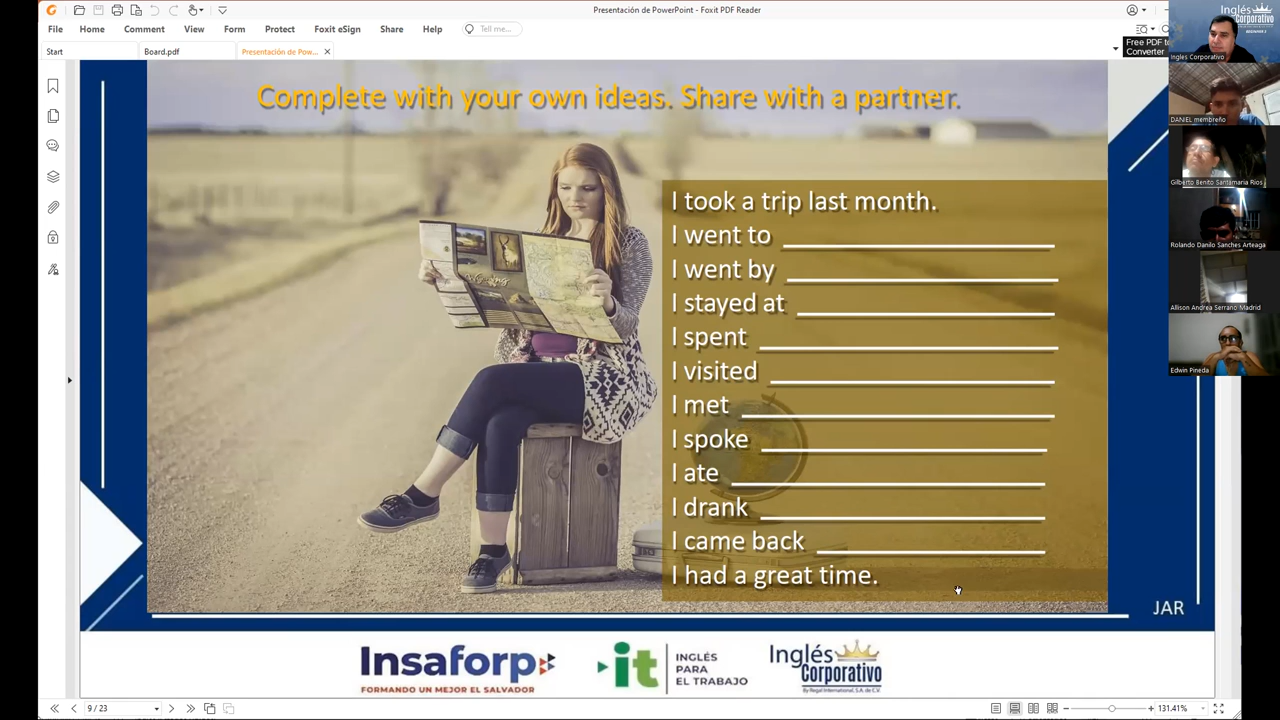 Presentación de PowerPoint - Foxit PDF Reader
File Home Comment View Form Protect Foxit eSign Share Help Tell me...
Start Board.pdf Presentación de Pow...
Free PDF to
Converter
Complete with your own ideas. Share with a partner.
I took a trip last month.
I went to
I went by
I stayed at
I spent
I visited
I met
I spoke
I ate
I drank
I came back
I had a great time.
JAR
Insaforp
FORMANDO UN MEJOR EL SALVADOR
it
INGLÉS
PARA
EL TRABAJO
Inglés
Corporativo
By Regal International, S.A. de C.V.
9 / 23
131.41%
Inglés
Corporativo
Ingles Corporativo
DANIEL membreño
Gilberto Benito Santamaria Rios
Rolando Danilo Sanches Arteaga
Allison Andrea Serrano Madrid
Edwin Pineda